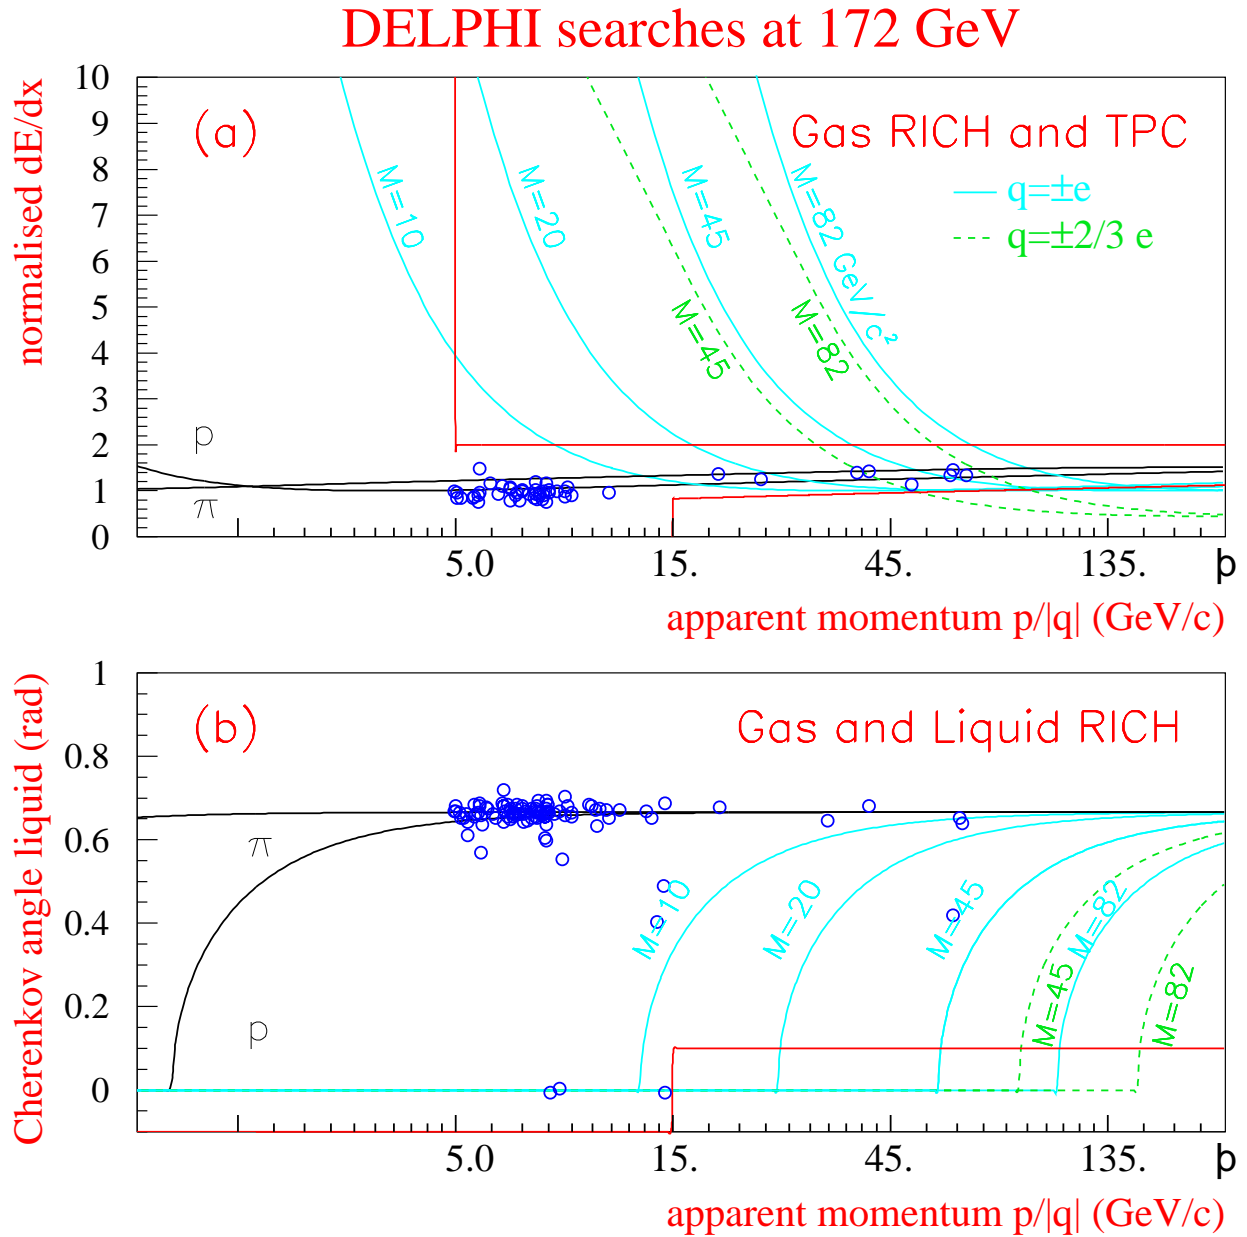 DELPHI searches at 172 GeV
normalised dE/dx
10
9
8
7
6
5
4
3
2
1
0
(a)
Gas RICH and TPC
q=±e
q=±2/3 e
M=10
M=20
M=45
M=82 GeV/c²
M=45
M=82
p
π
5.0 15. 45. 135. p
apparent momentum p/|q| (GeV/c)
Cherenkov angle liquid (rad)
1
0.8
0.6
0.4
0.2
0
(b)
Gas and Liquid RICH
π
p
M=10
M=20
M=45
M=82
M=45
M=82
5.0 15. 45. 135. p
apparent momentum p/|q| (GeV/c)